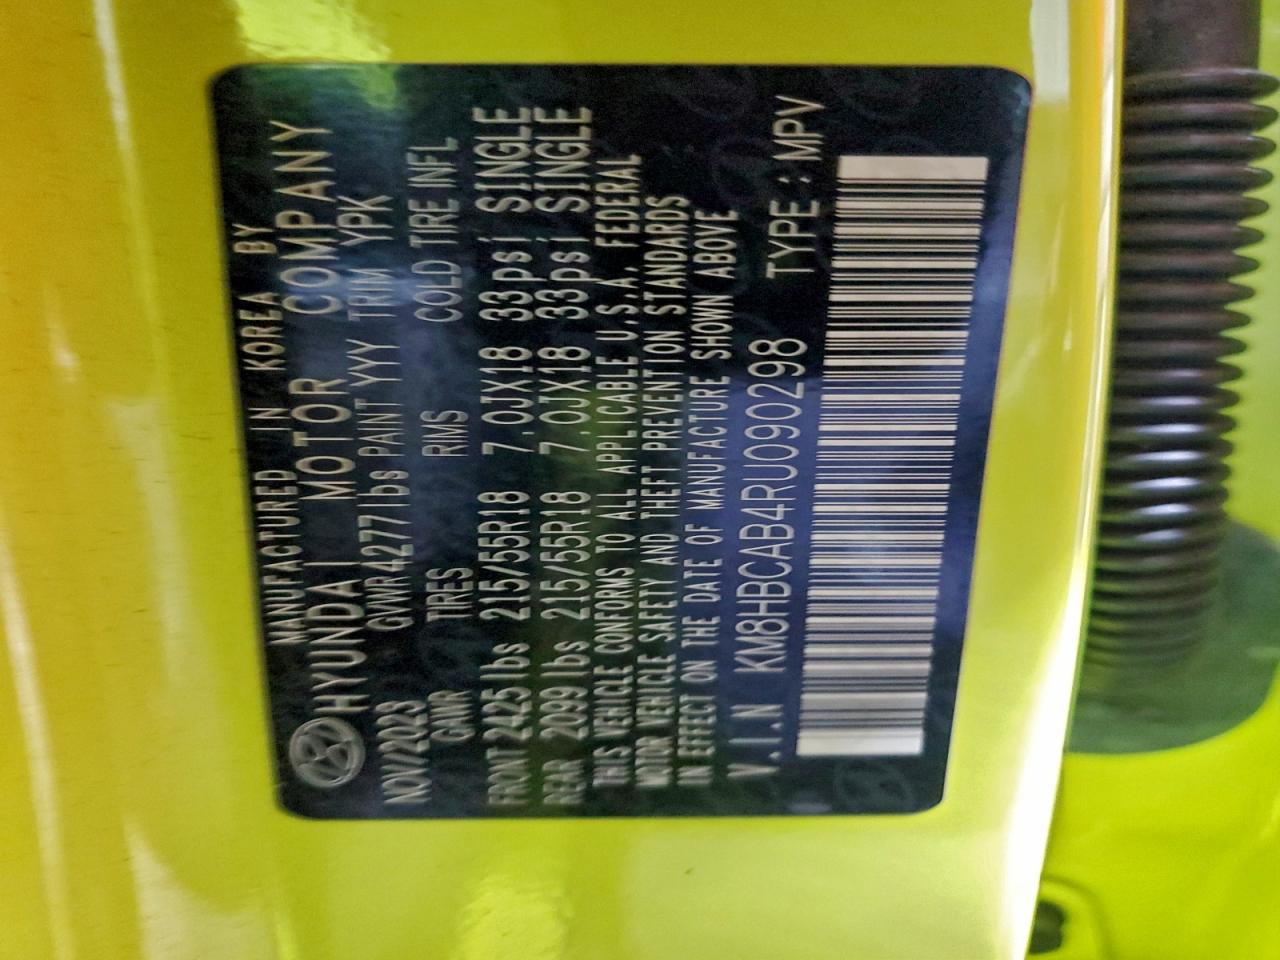 MANUFACTURED IN KOREA BY
HYUNDAI MOTOR COMPANY
NOV/2023 GVWR4277lbs PAINT YYY TRIM YPK
GAWR TIRES RIMS COLD TIRE INFL
FRONT 2425 lbs 215/55R18 7.0JX18 33psi SINGLE
REAR 2099 lbs 215/55R18 7.0JX18 33psi SINGLE
THIS VEHICLE CONFORMS TO ALL APPLICABLE U.S.A. FEDERAL
MOTOR VEHICLE SAFETY AND THEFT PREVENTION STANDARDS
IN EFFECT ON THE DATE OF MANUFACTURE SHOWN ABOVE
V.I.N KM8HBCAB4RU090298 TYPE : MPV